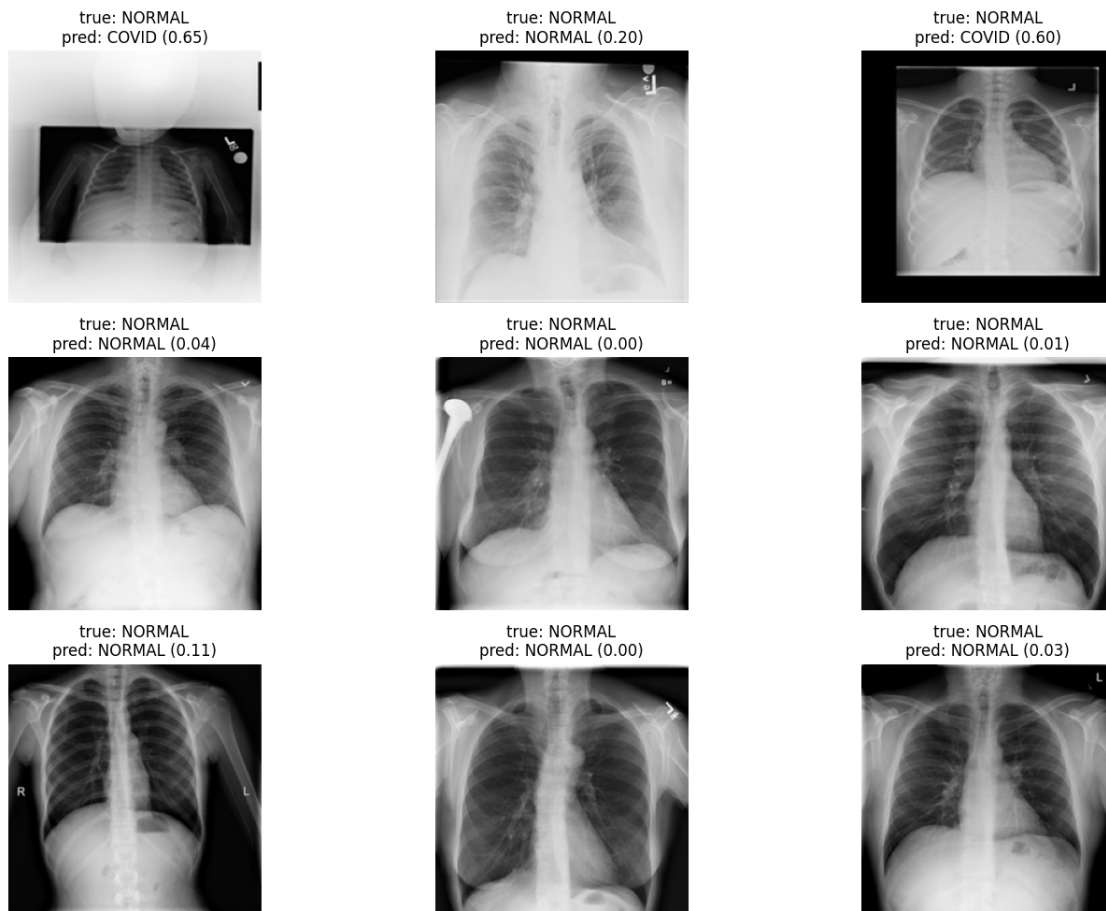 true: NORMAL
pred: COVID (0.65)
true: NORMAL
pred: NORMAL (0.20)
true: NORMAL
pred: COVID (0.60)
L
true: NORMAL
pred: NORMAL (0.04)
true: NORMAL
pred: NORMAL (0.00)
true: NORMAL
pred: NORMAL (0.01)
true: NORMAL
pred: NORMAL (0.11)
R
L
true: NORMAL
pred: NORMAL (0.00)
true: NORMAL
pred: NORMAL (0.03)
L